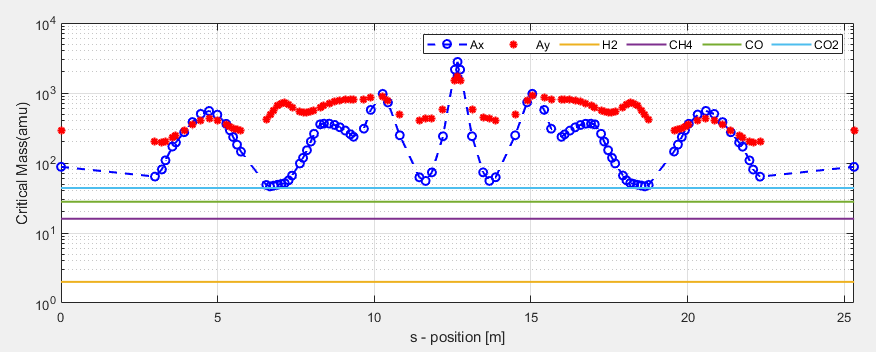 10^4
Ax Ay H2 CH4 CO CO2
10^3
10^2
10^1
10^0
Critical Mass(amu)
0 5 10 15 20 25
s - position [m]